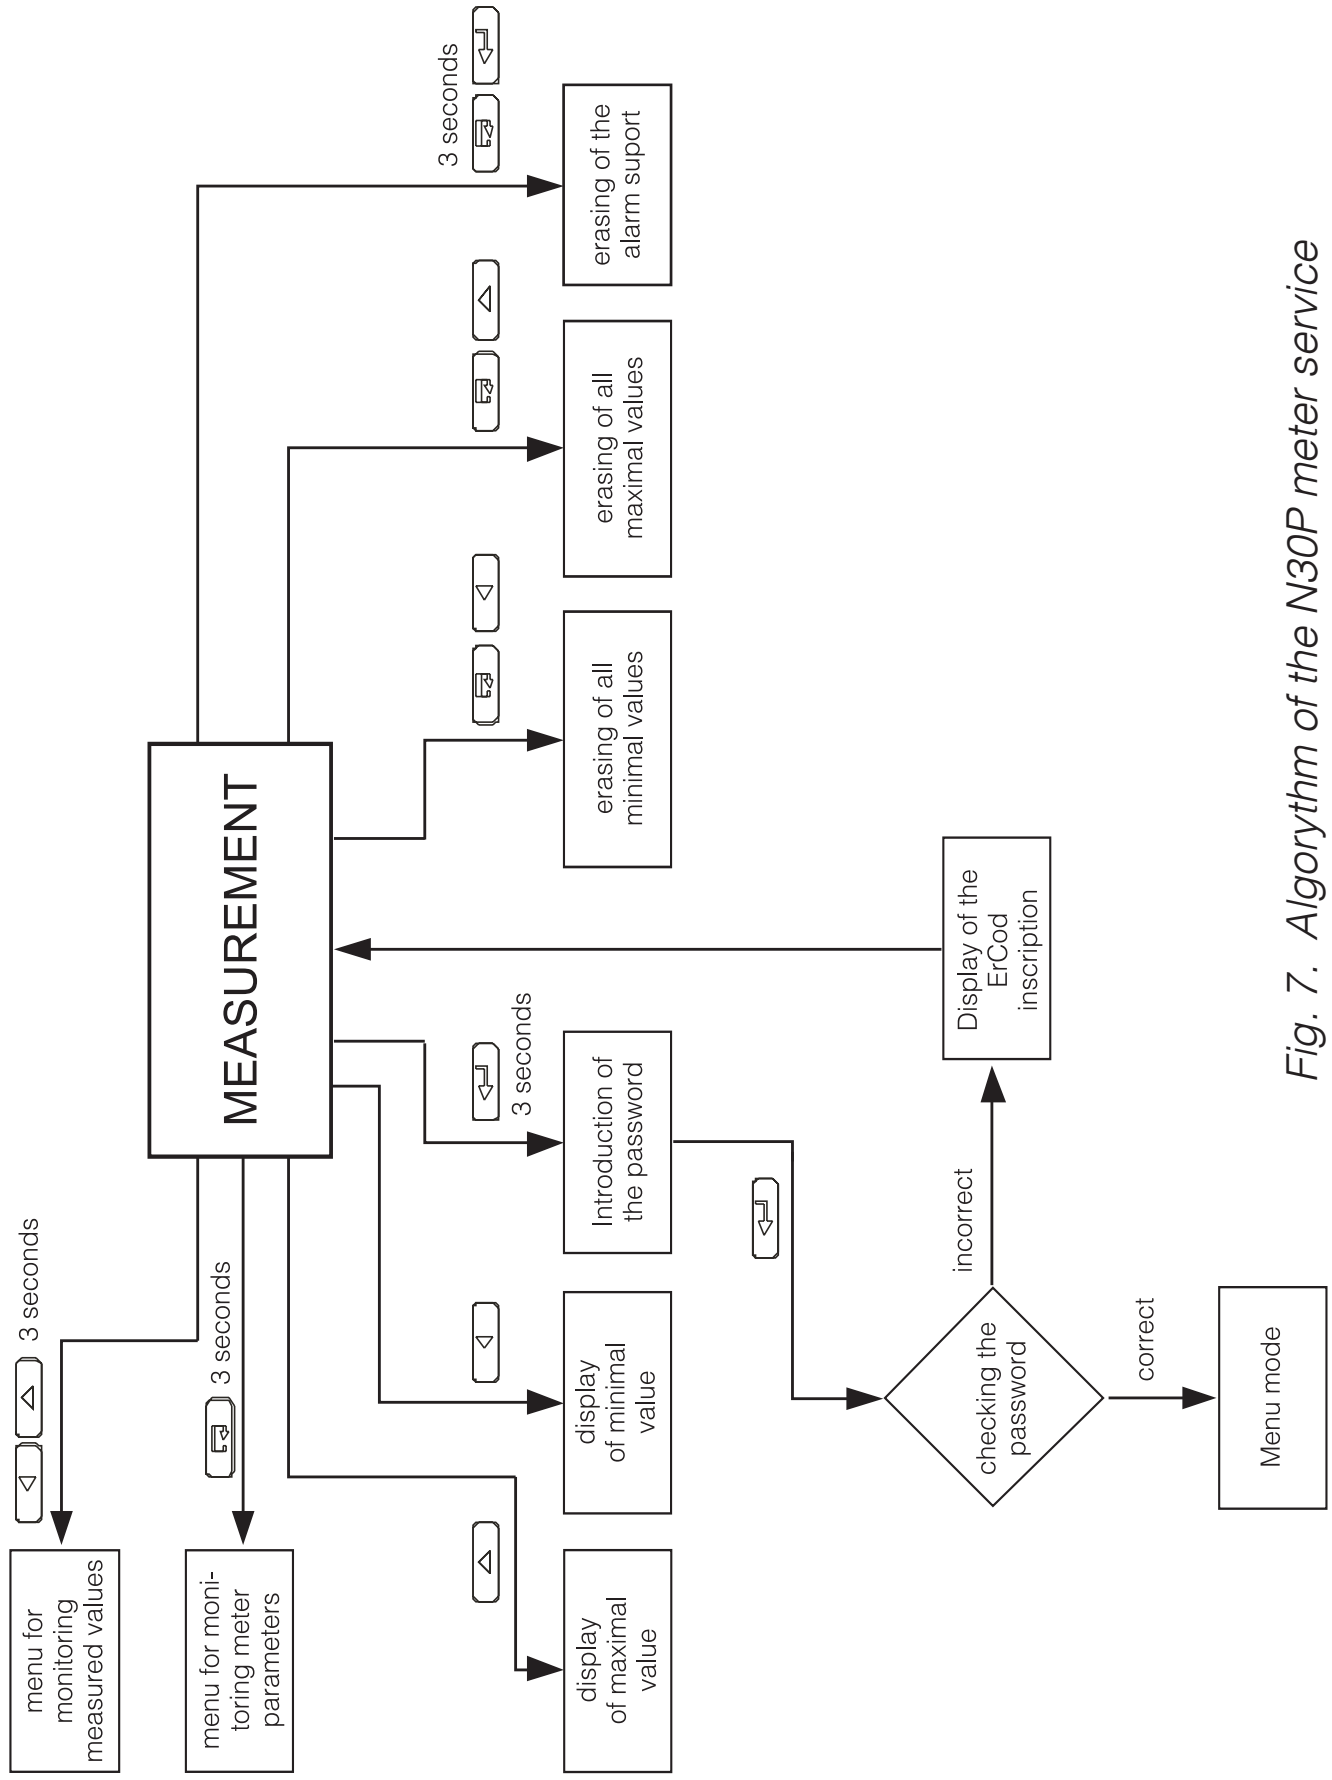 menu for
monitoring
measured values
3 seconds
menu for moni-
toring meter
parameters
3 seconds
MEASUREMENT
3 seconds
display
of maximal
value
display
of minimal
value
Introduction of
the password
3 seconds
erasing of all
minimal values
erasing of all
maximal values
erasing of the
alarm suport
checking the
password
incorrect
Display of the
ErCod
inscription
correct
Menu mode
Fig. 7. Algorythm of the N30P meter service